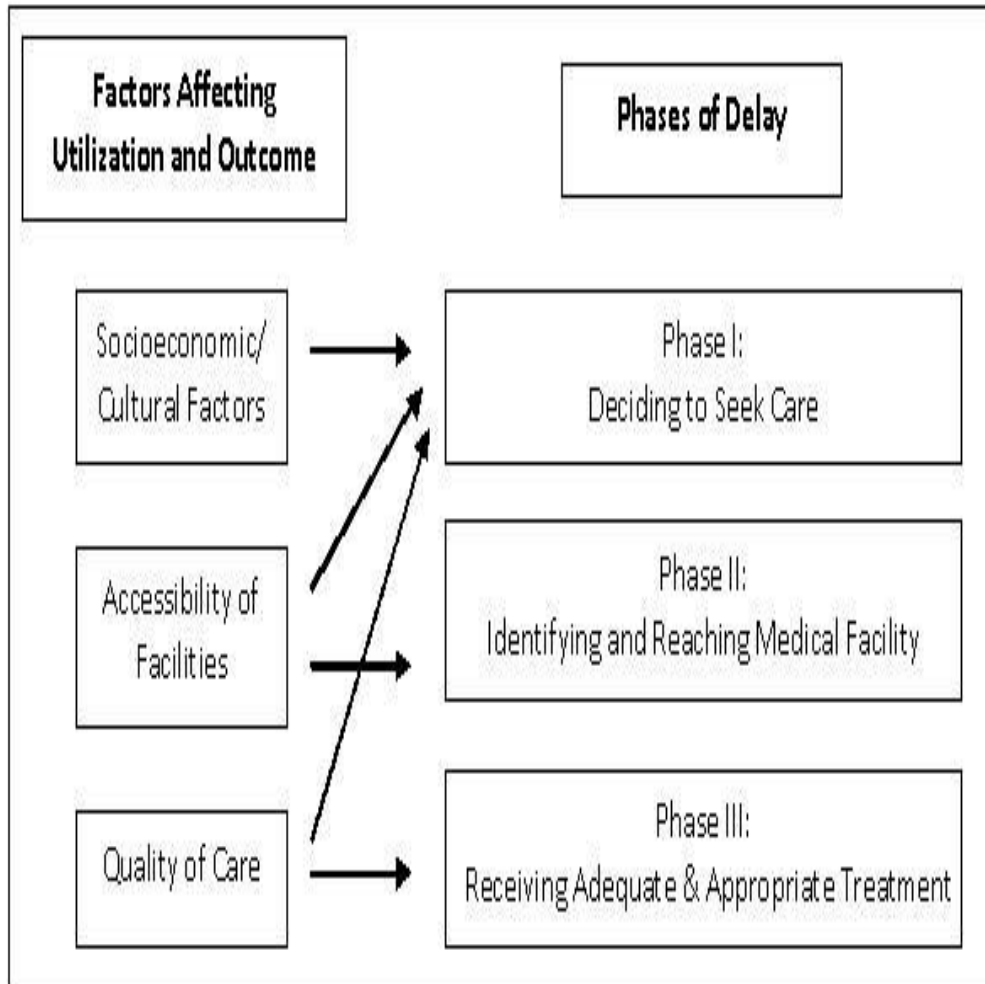 Factors Affecting
Utilization and Outcome
Phases of Delay
Socioeconomic/
Cultural Factors
Phase I:
Deciding to Seek Care
Accessibility of
Facilities
Phase II:
Identifying and Reaching Medical Facility
Quality of Care
Phase III:
Receiving Adequate & Appropriate Treatment